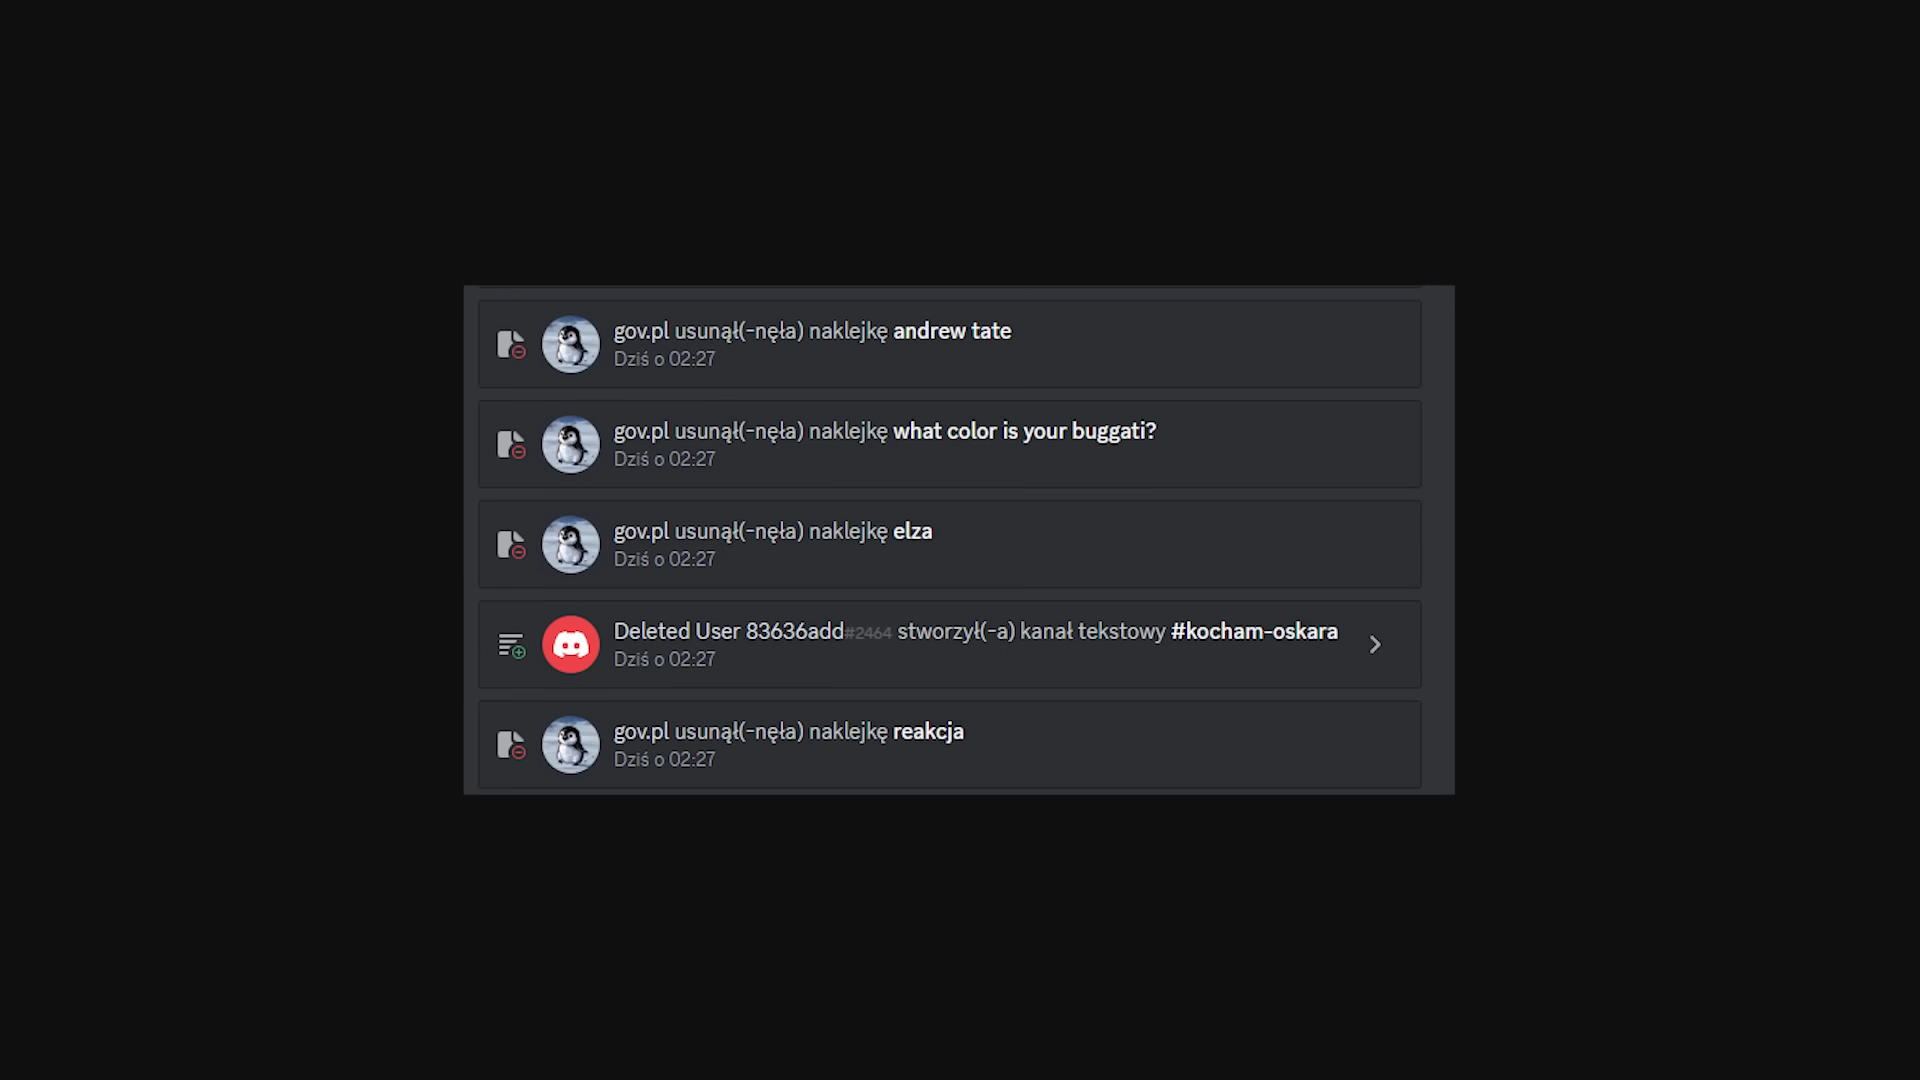 gov.pl usunął(-nęła) naklejkę andrew tate
Dziś o 02:27
gov.pl usunął(-nęła) naklejkę what color is your buggati?
Dziś o 02:27
gov.pl usunął(-nęła) naklejkę elza
Dziś o 02:27
Deleted User 83636add#2464 stworzył(-a) kanał tekstowy #kocham-oskara
Dziś o 02:27
gov.pl usunął(-nęła) naklejkę reakcja
Dziś o 02:27